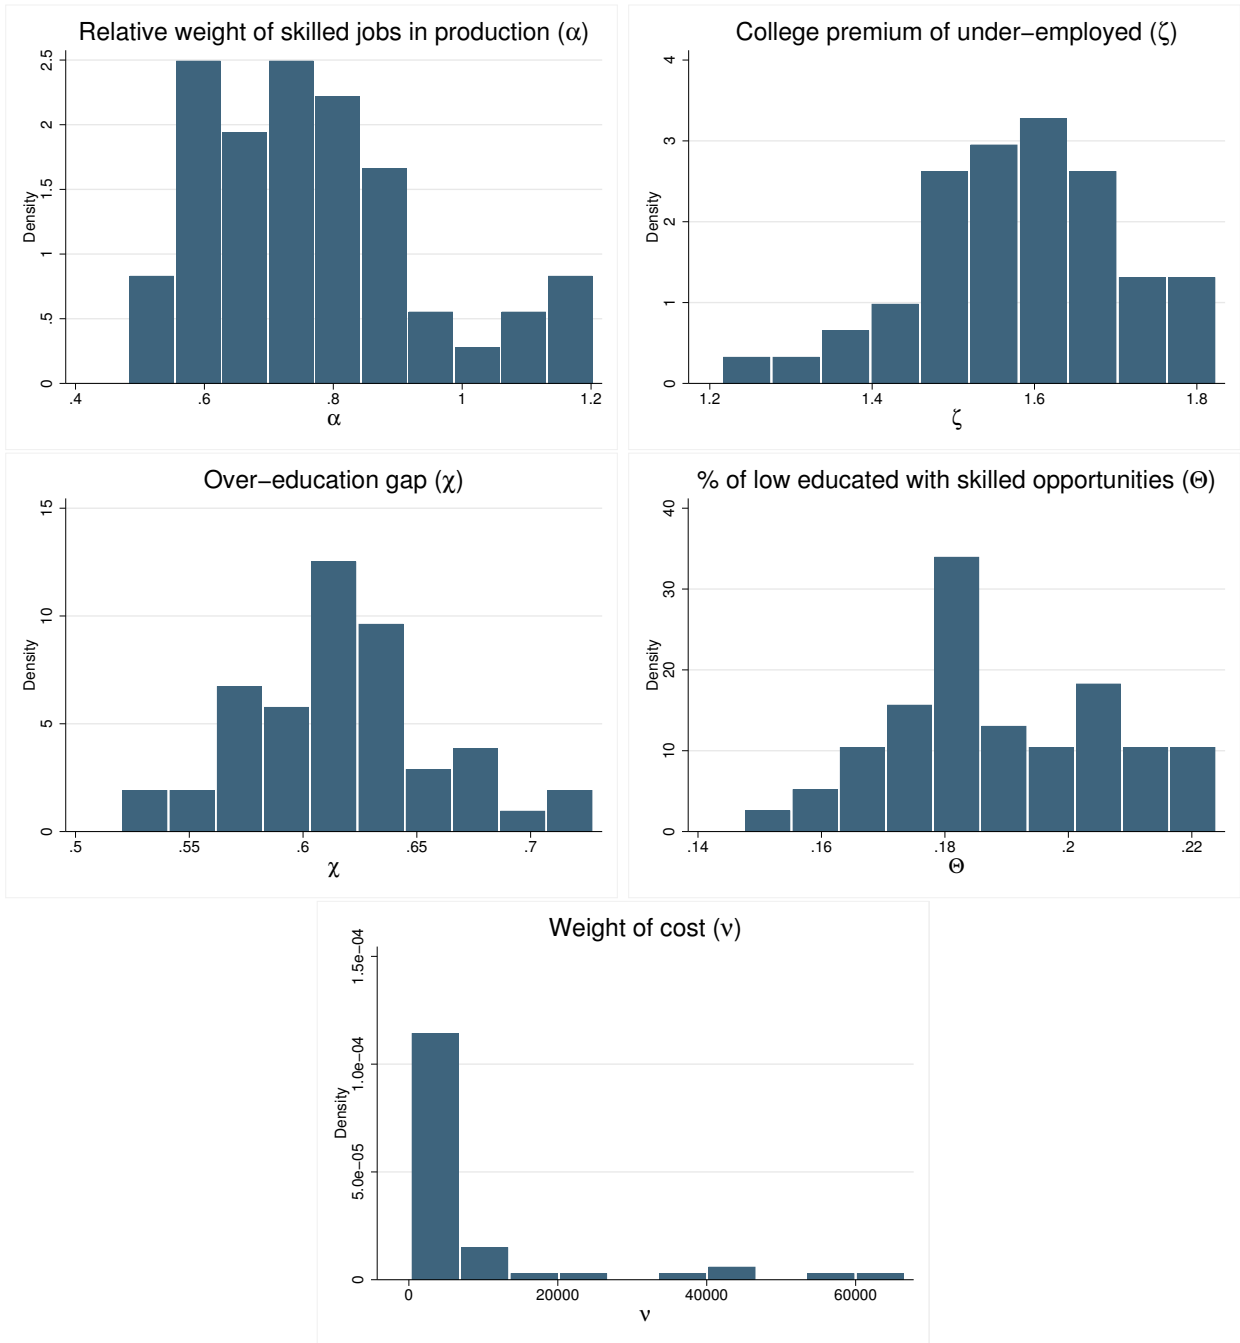 Relative weight of skilled jobs in production (α)
2.5
2
1.5
1
.5
0
Density
.4 .6 .8 1 1.2
α
College premium of under−employed (ζ)
4
3
2
1
0
Density
1.2 1.4 1.6 1.8
ζ
Over−education gap (χ)
15
10
5
0
Density
.5 .55 .6 .65 .7
χ
% of low educated with skilled opportunities (Θ)
40
30
20
10
0
Density
.14 .16 .18 .2 .22
Θ
Weight of cost (ν)
1.5e−04
1.0e−04
5.0e−05
0
Density
0 20000 40000 60000
ν